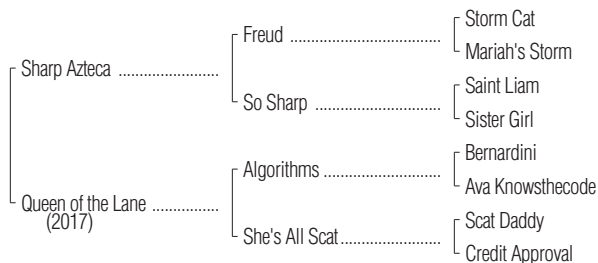 Storm Cat
Freud
Mariah's Storm
Sharp Azteca
Saint Liam
So Sharp
Sister Girl
Bernardini
Algorithms
Ava Knowsthecode
Queen of the Lane
(2017)
Scat Daddy
She's All Scat
Credit Approval